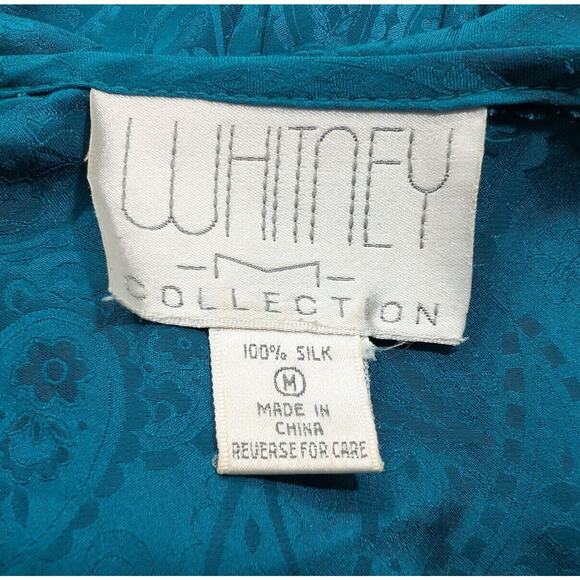 WHITNEY
COLLECTION
100% SILK
M
MADE IN
CHINA
REVERSE FOR CARE